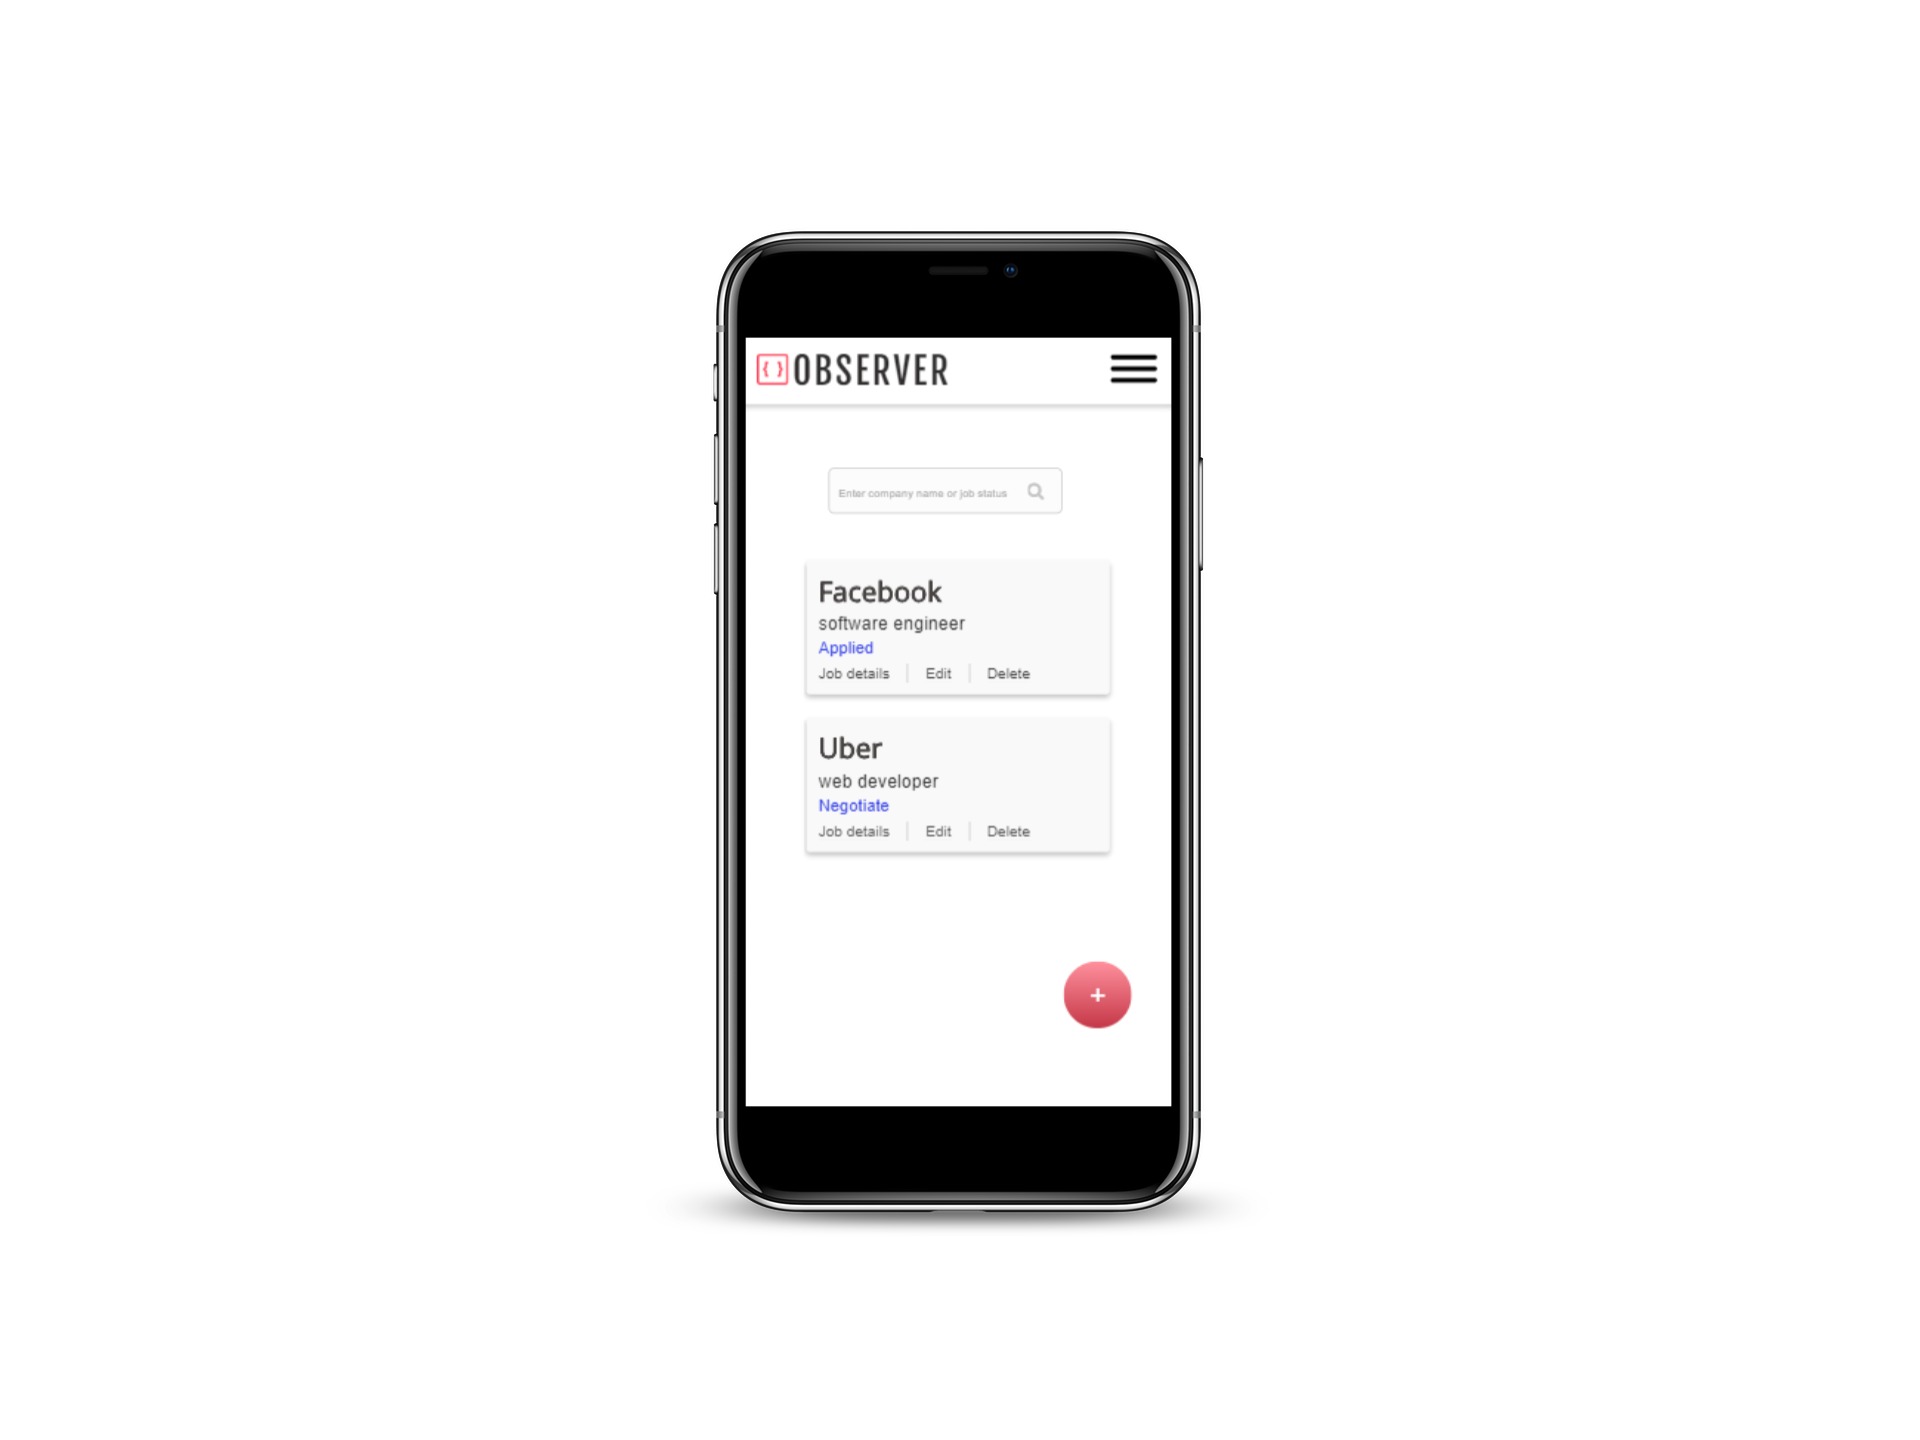 { } OBSERVER
Enter company name or job status
Facebook
software engineer
Applied
Job details | Edit | Delete
Uber
web developer
Negotiate
Job details | Edit | Delete
+